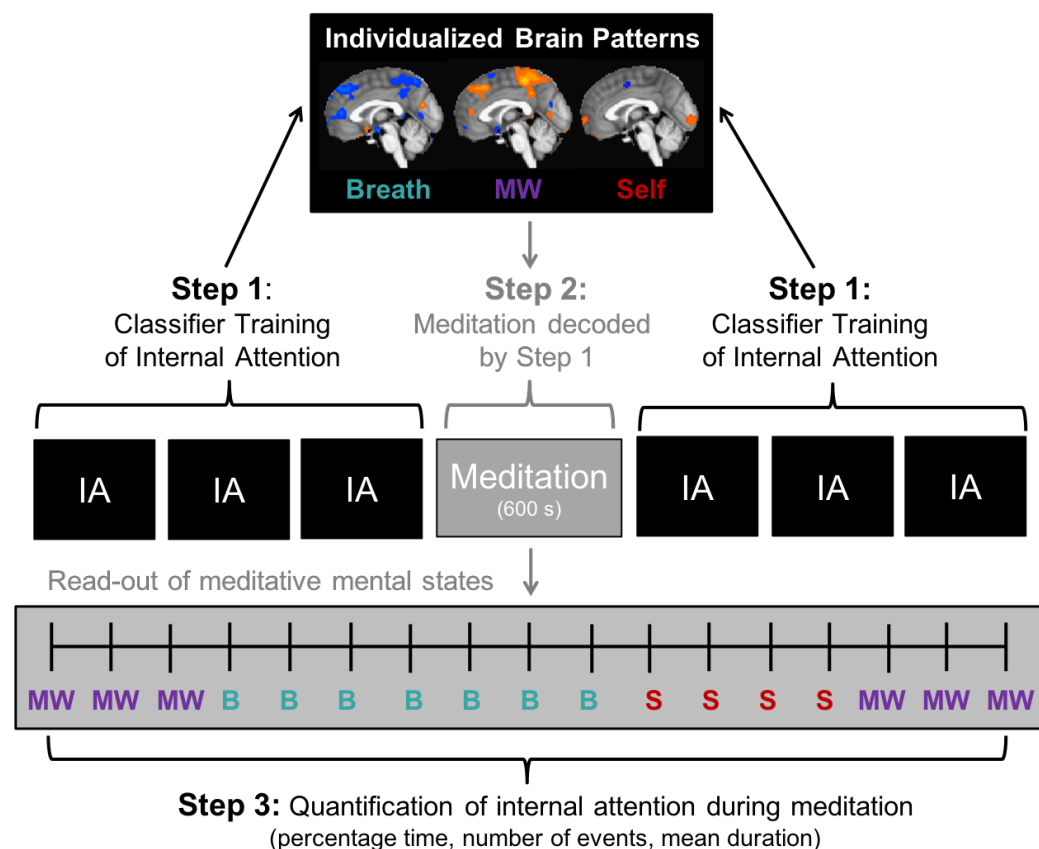 Individualized Brain Patterns
Breath MW Self
Step 1:
Classifier Training
of Internal Attention
Step 2:
Meditation decoded
by Step 1
Step 1:
Classifier Training
of Internal Attention
IA IA IA Meditation IA IA IA
(600 s)
Read-out of meditative mental states
MW MW MW B B B B B B B S S S S MW MW MW
Step 3: Quantification of internal attention during meditation
(percentage time, number of events, mean duration)